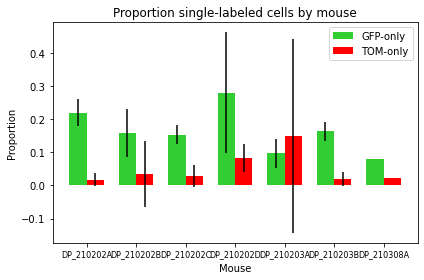 Proportion single-labeled cells by mouse
GFP-only
TOM-only
Proportion
0.4
0.3
0.2
0.1
0.0
−0.1
DP_210202A DP_210202B DP_210202C DP_210202D DP_210203A DP_210203B DP_210308A
Mouse